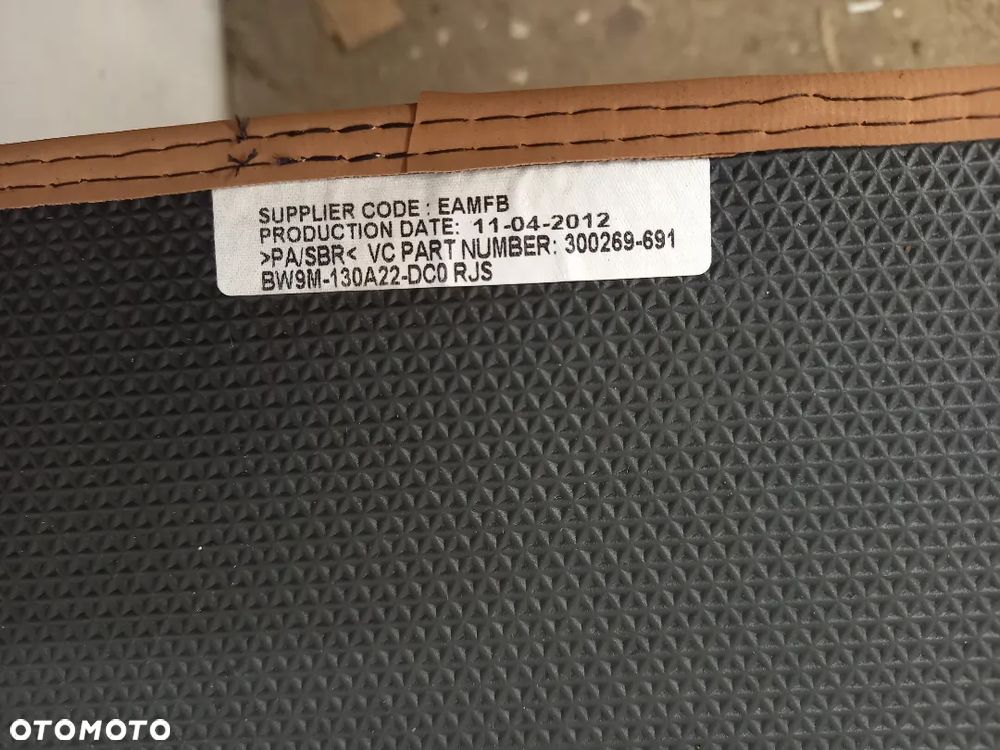 SUPPLIER CODE : EAMFB
PRODUCTION DATE: 11-04-2012
>PA/SBR< VC PART NUMBER: 300269-691
BW9M-130A22-DC0 RJS
OTOMOTO